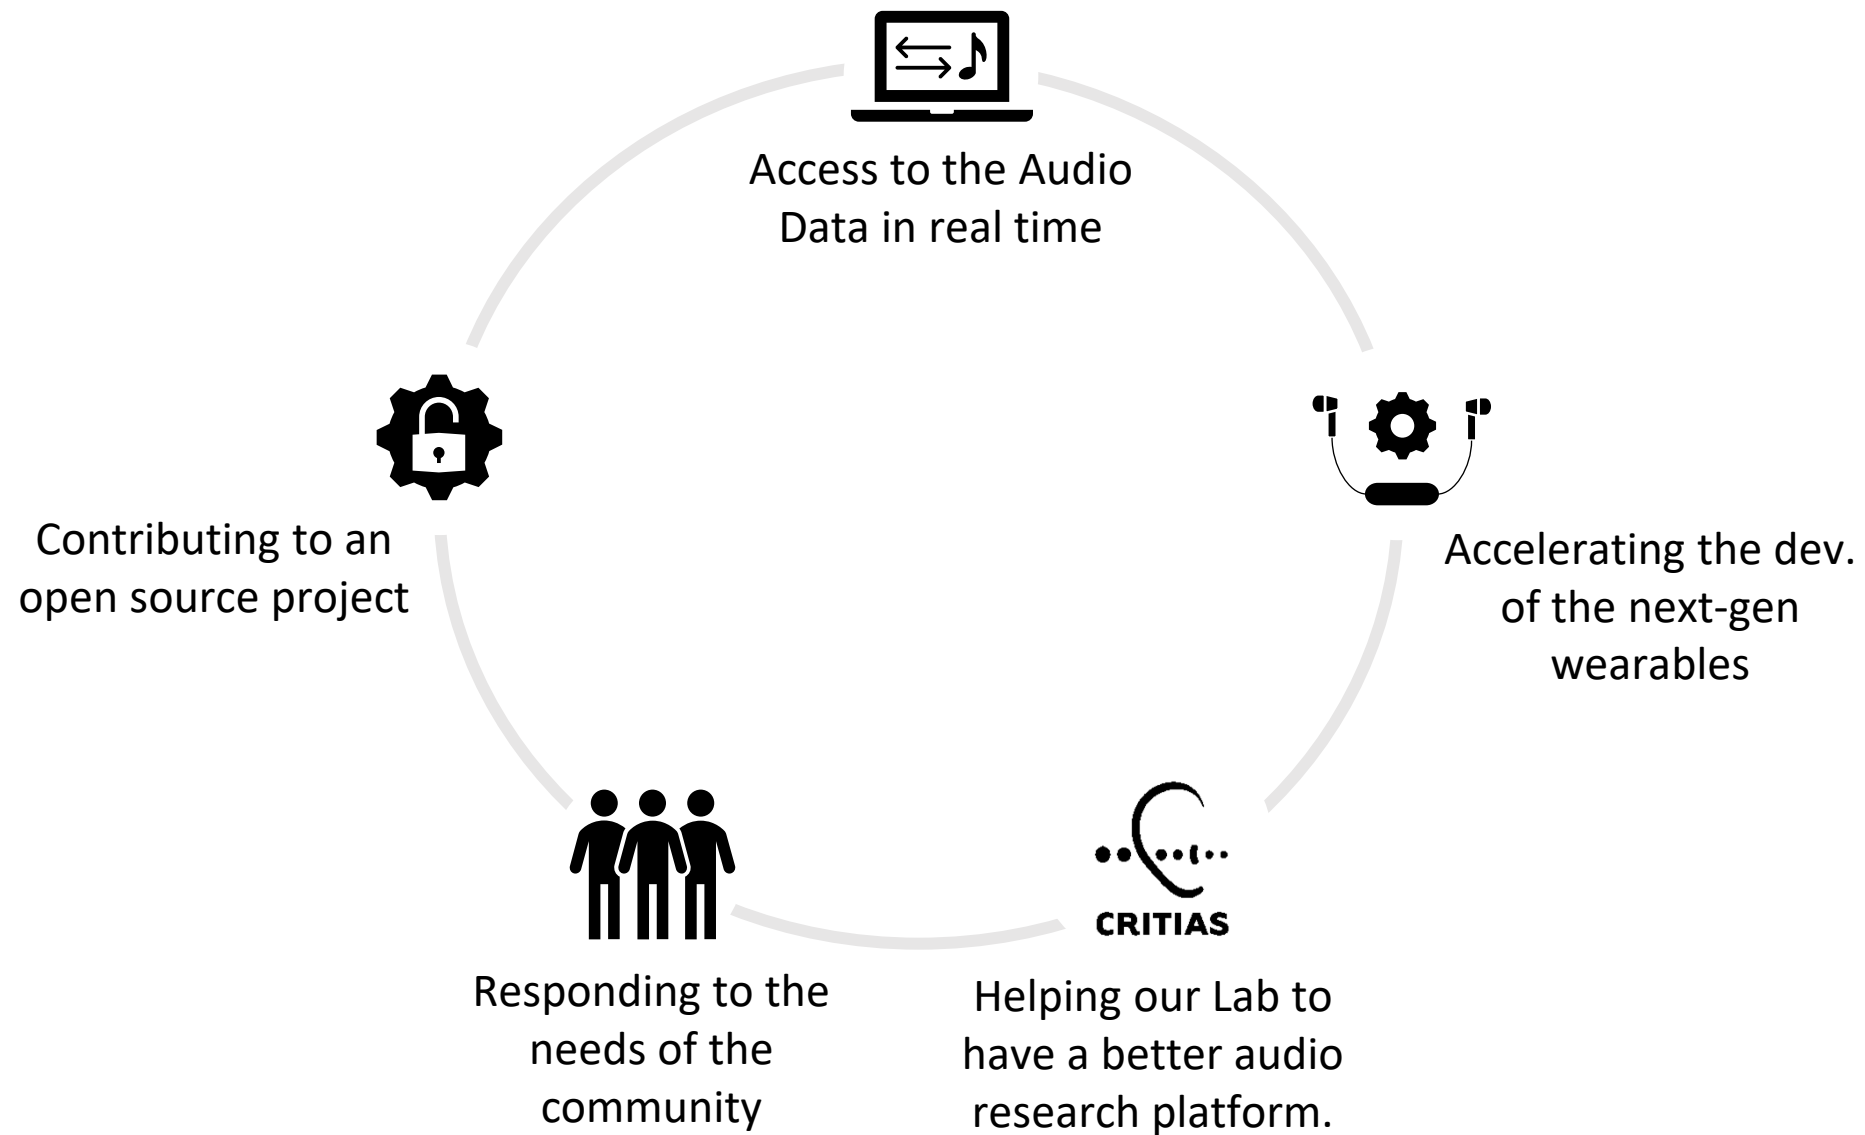 Access to the Audio
Data in real time
Contributing to an
open source project
Accelerating the dev.
of the next-gen
wearables
CRITIAS
Responding to the
needs of the
community
Helping our Lab to
have a better audio
research platform.